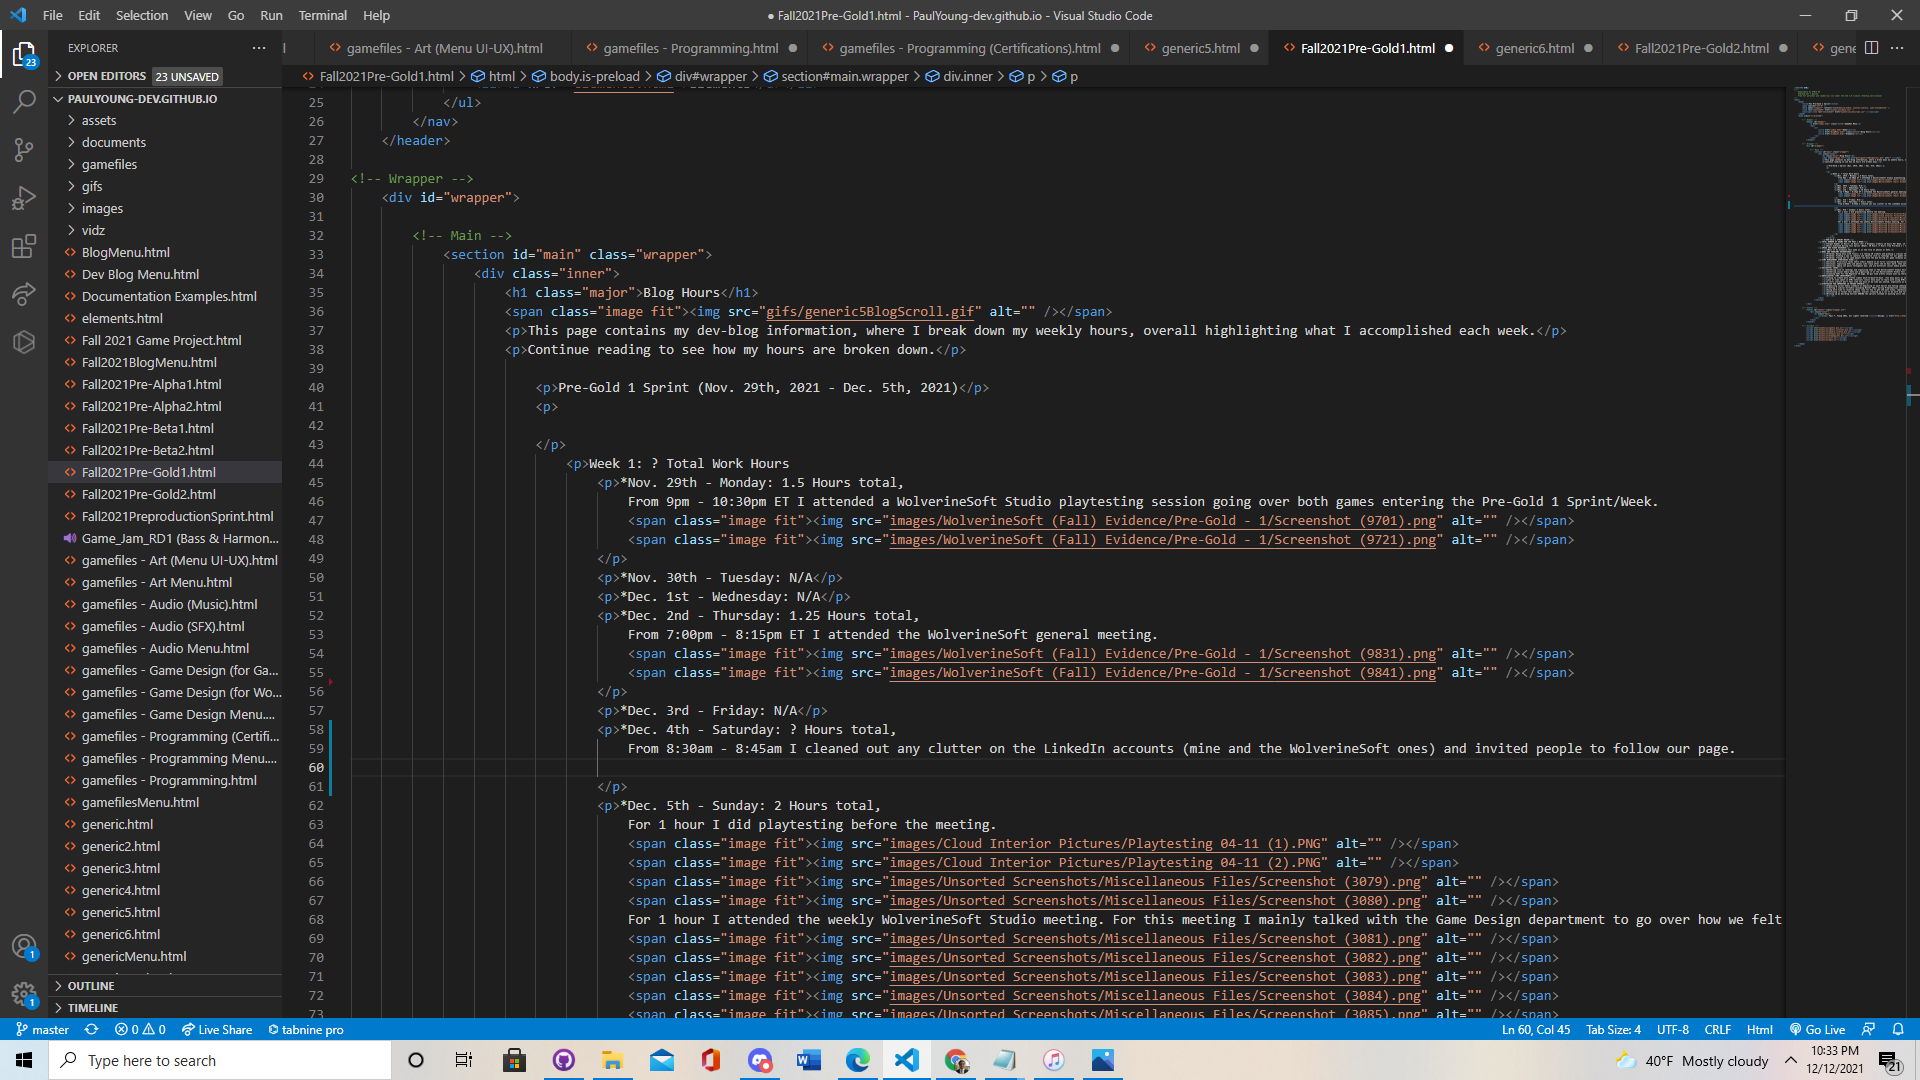 File Edit Selection View Go Run Terminal Help
● Fall2021Pre-Gold1.html - PaulYoung-dev.github.io - Visual Studio Code
EXPLORER
gamefiles - Art (Menu UI-UX).html
gamefiles - Programming.html
gamefiles - Programming (Certifications).html
generic5.html
Fall2021Pre-Gold1.html
generic6.html
Fall2021Pre-Gold2.html
gene
23
OPEN EDITORS 23 UNSAVED
Fall2021Pre-Gold1.html > html > body.is-preload > div#wrapper > section#main.wrapper > div.inner > p > p
PAULYOUNG-DEV.GITHUB.IO
assets
documents
gamefiles
gifs
images
vidz
BlogMenu.html
Dev Blog Menu.html
Documentation Examples.html
elements.html
Fall 2021 Game Project.html
Fall2021BlogMenu.html
Fall2021Pre-Alpha1.html
Fall2021Pre-Alpha2.html
Fall2021Pre-Beta1.html
Fall2021Pre-Beta2.html
Fall2021Pre-Gold1.html
Fall2021Pre-Gold2.html
Fall2021PreproductionSprint.html
Game_Jam_RD1 (Bass & Harmon...
gamefiles - Art (Menu UI-UX).html
gamefiles - Art Menu.html
gamefiles - Audio (Music).html
gamefiles - Audio (SFX).html
gamefiles - Audio Menu.html
gamefiles - Game Design (for Ga...
gamefiles - Game Design (for Wo...
gamefiles - Game Design Menu....
gamefiles - Programming (Certifi...
gamefiles - Programming Menu....
gamefiles - Programming.html
gamefilesMenu.html
generic.html
generic2.html
generic3.html
generic4.html
generic5.html
generic6.html
genericMenu.html
OUTLINE
TIMELINE
1
1
25 </ul>
26 </nav>
27 </header>
28
29 <!-- Wrapper -->
30 <div id="wrapper">
31
32 <!-- Main -->
33 <section id="main" class="wrapper">
34 <div class="inner">
35 <h1 class="major">Blog Hours</h1>
36 <span class="image fit"><img src="gifs/generic5BlogScroll.gif" alt="" /></span>
37 <p>This page contains my dev-blog information, where I break down my weekly hours, overall highlighting what I accomplished each week.</p>
38 <p>Continue reading to see how my hours are broken down.</p>
39
40 <p>Pre-Gold 1 Sprint (Nov. 29th, 2021 - Dec. 5th, 2021)</p>
41 <p>
42
43 </p>
44 <p>Week 1: ? Total Work Hours
45 <p>*Nov. 29th - Monday: 1.5 Hours total,
46 From 9pm - 10:30pm ET I attended a WolverineSoft Studio playtesting session going over both games entering the Pre-Gold 1 Sprint/Week.
47 <span class="image fit"><img src="images/WolverineSoft (Fall) Evidence/Pre-Gold - 1/Screenshot (9701).png" alt="" /></span>
48 <span class="image fit"><img src="images/WolverineSoft (Fall) Evidence/Pre-Gold - 1/Screenshot (9721).png" alt="" /></span>
49 </p>
50 <p>*Nov. 30th - Tuesday: N/A</p>
51 <p>*Dec. 1st - Wednesday: N/A</p>
52 <p>*Dec. 2nd - Thursday: 1.25 Hours total,
53 From 7:00pm - 8:15pm ET I attended the WolverineSoft general meeting.
54 <span class="image fit"><img src="images/WolverineSoft (Fall) Evidence/Pre-Gold - 1/Screenshot (9831).png" alt="" /></span>
55 <span class="image fit"><img src="images/WolverineSoft (Fall) Evidence/Pre-Gold - 1/Screenshot (9841).png" alt="" /></span>
56 </p>
57 <p>*Dec. 3rd - Friday: N/A</p>
58 <p>*Dec. 4th - Saturday: ? Hours total,
59 From 8:30am - 8:45am I cleaned out any clutter on the LinkedIn accounts (mine and the WolverineSoft ones) and invited people to follow our page.
60
61 </p>
62 <p>*Dec. 5th - Sunday: 2 Hours total,
63 For 1 hour I did playtesting before the meeting.
64 <span class="image fit"><img src="images/Cloud Interior Pictures/Playtesting 04-11 (1).PNG" alt="" /></span>
65 <span class="image fit"><img src="images/Cloud Interior Pictures/Playtesting 04-11 (2).PNG" alt="" /></span>
66 <span class="image fit"><img src="images/Unsorted Screenshots/Miscellaneous Files/Screenshot (3079).png" alt="" /></span>
67 <span class="image fit"><img src="images/Unsorted Screenshots/Miscellaneous Files/Screenshot (3080).png" alt="" /></span>
68 For 1 hour I attended the weekly WolverineSoft Studio meeting. For this meeting I mainly talked with the Game Design department to go over how we felt
69 <span class="image fit"><img src="images/Unsorted Screenshots/Miscellaneous Files/Screenshot (3081).png" alt="" /></span>
70 <span class="image fit"><img src="images/Unsorted Screenshots/Miscellaneous Files/Screenshot (3082).png" alt="" /></span>
71 <span class="image fit"><img src="images/Unsorted Screenshots/Miscellaneous Files/Screenshot (3083).png" alt="" /></span>
72 <span class="image fit"><img src="images/Unsorted Screenshots/Miscellaneous Files/Screenshot (3084).png" alt="" /></span>
73 <span class="image fit"><img src="images/Unsorted Screenshots/Miscellaneous Files/Screenshot (3085).png" alt="" /></span>
master 0 0 Live Share tabnine pro
Ln 60, Col 45 Tab Size: 4 UTF-8 CRLF Html Go Live
Type here to search
40°F Mostly cloudy
10:33 PM
12/12/2021
21